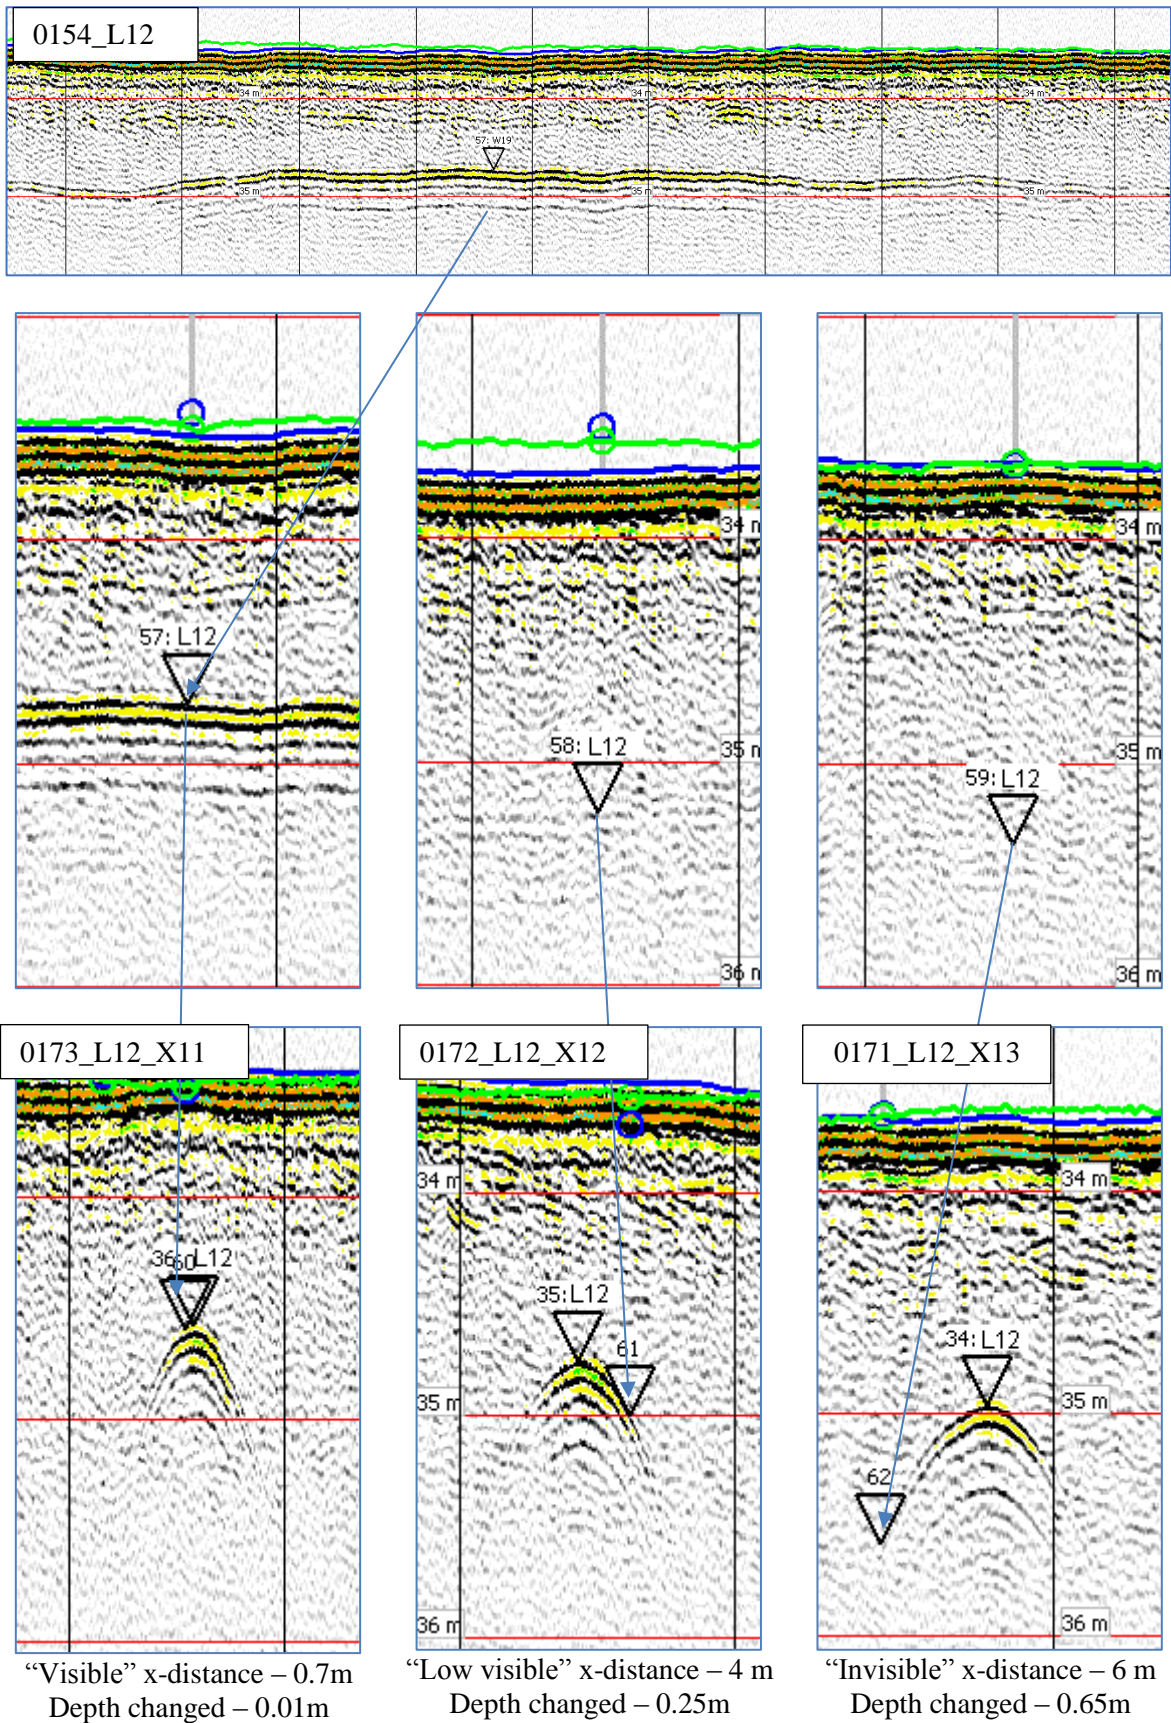 0154_L12
34 m
34 m
34 m
57: W19
35 m
35 m
35 m
57: L12
34 m
35 m
58: L12
36 m
34 m
35 m
59: L12
36 m
0173_L12_X11
0172_L12_X12
0171_L12_X13
34 m
35:L12
61
35 m
36 m
34 m
34: L12
35 m
62
36 m
“Visible” x-distance – 0.7m
Depth changed – 0.01m
“Low visible” x-distance – 4 m
Depth changed – 0.25m
“Invisible” x-distance – 6 m
Depth changed – 0.65m